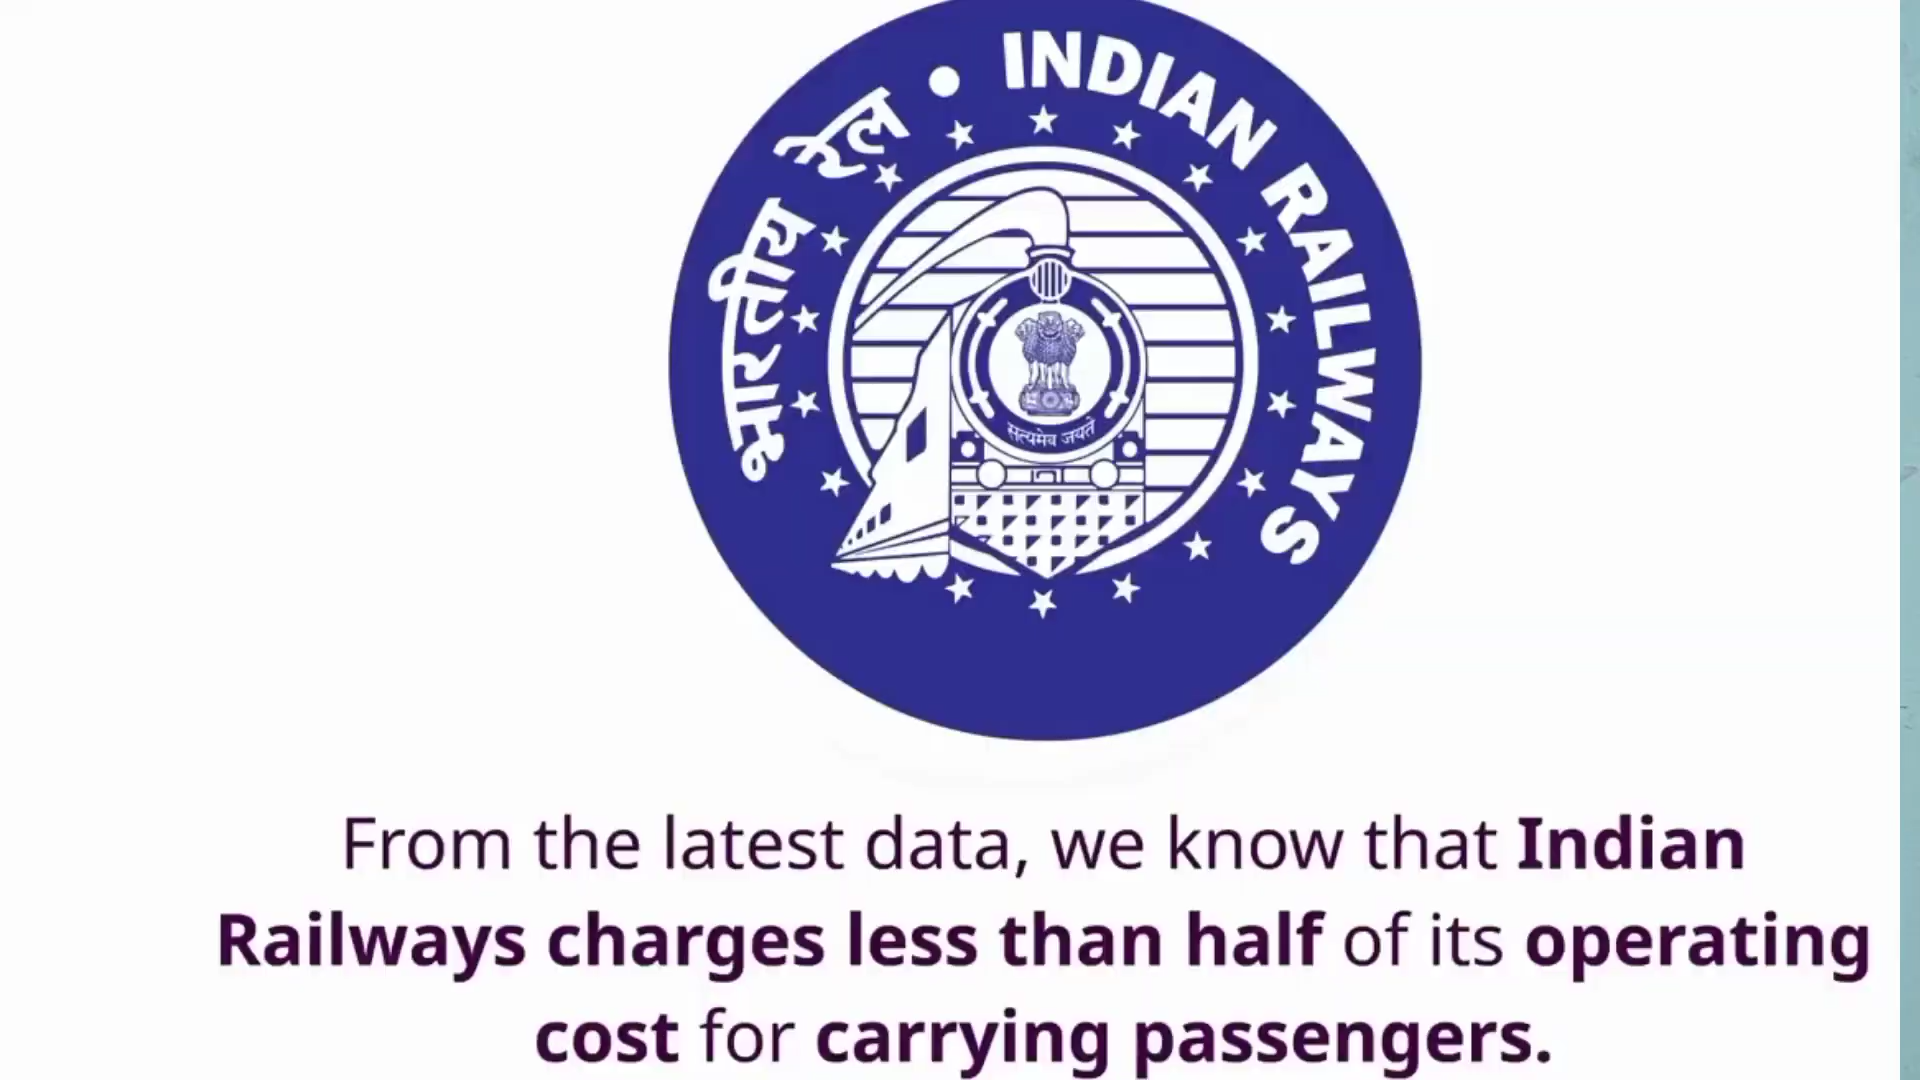 भारतीय रेल • INDIAN RAILWAYS
सत्यमेव जयते
From the latest data, we know that Indian
Railways charges less than half of its operating
cost for carrying passengers.